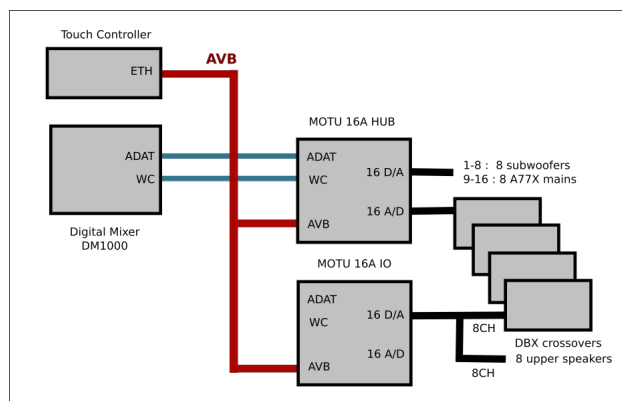 Touch Controller
ETH
AVB
ADAT
WC
Digital Mixer
DM1000
MOTU 16A HUB
ADAT
WC
AVB
16 D/A
16 A/D
1-8 : 8 subwoofers
9-16 : 8 A77X mains
MOTU 16A IO
ADAT
WC
AVB
16 D/A
16 A/D
8CH
DBX crossovers
8 upper speakers
8CH